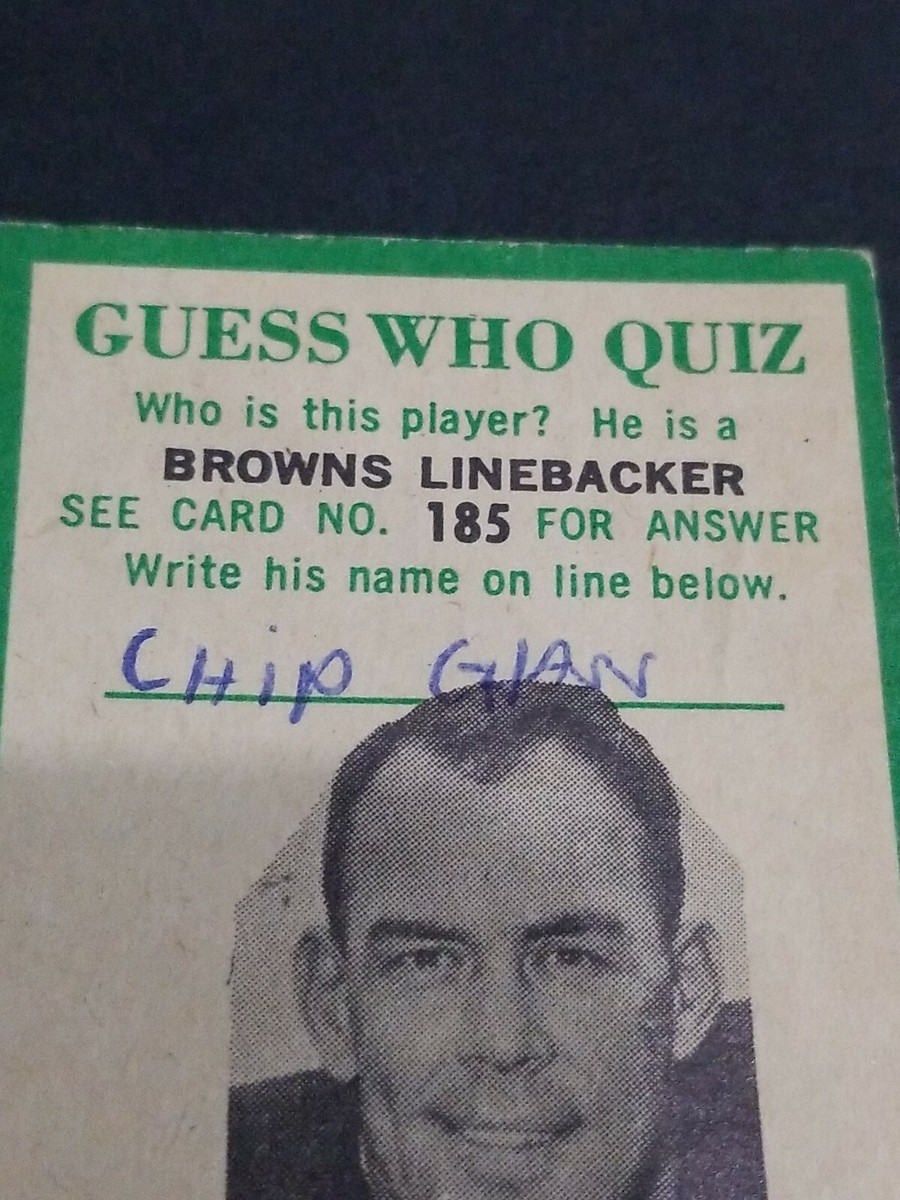 GUESS WHO QUIZ
Who is this player? He is a
BROWNS LINEBACKER
SEE CARD NO. 185 FOR ANSWER
Write his name on line below.
CHiP GlAN